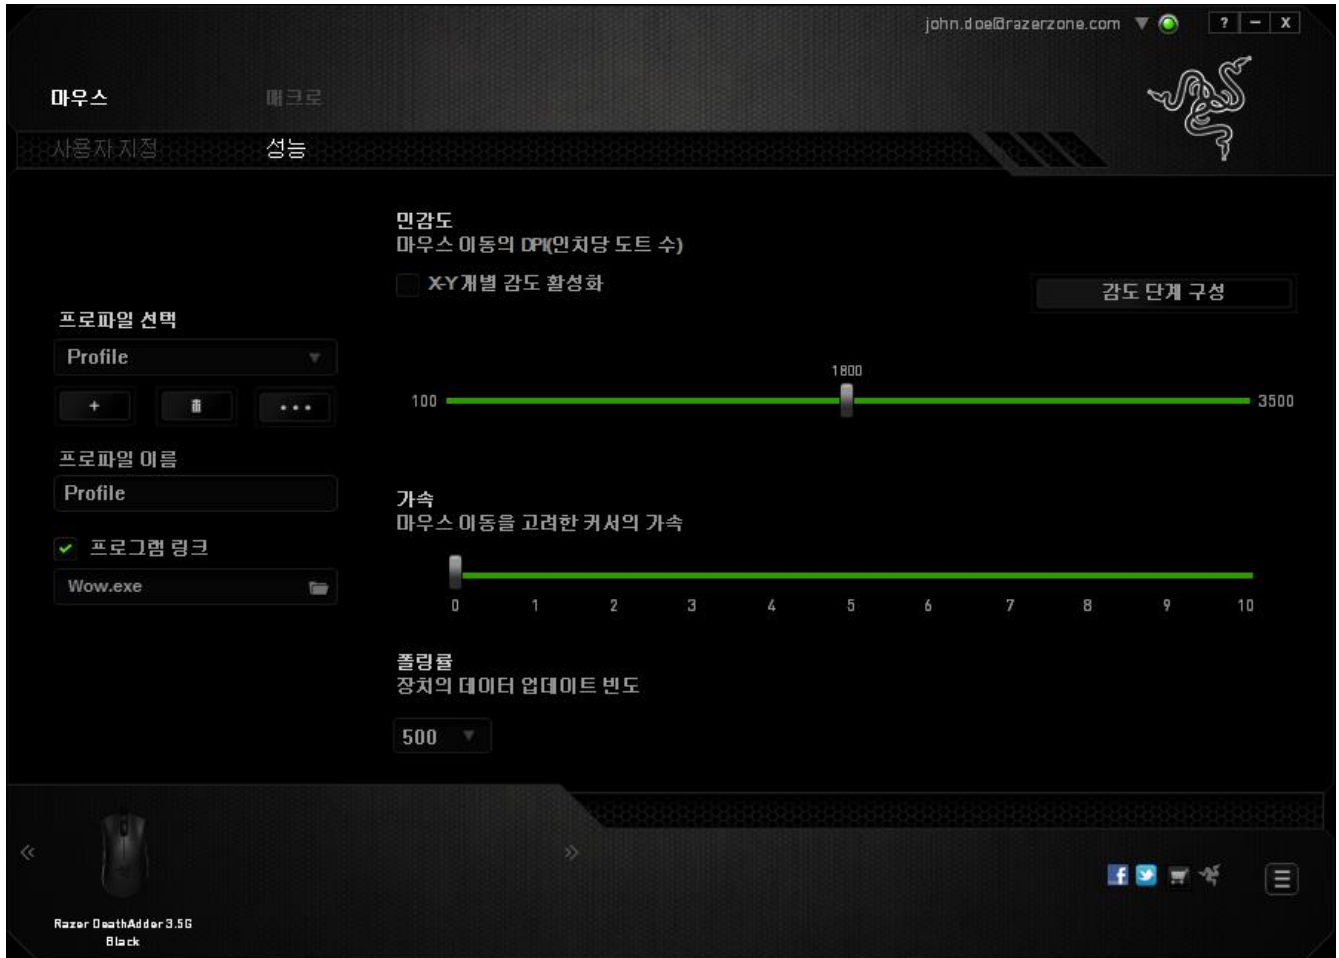 john.doe@razerzone.com
? – X
마우스
매크로
사용자 지정
성능
프로파일 선택
Profile
+
프로파일 이름
Profile
프로그램 링크
Wow.exe
민감도
마우스 이동의 DPI(인치당 도트 수)
X-Y 개별 감도 활성화
감도 단계 구성
1800
100
3500
가속
마우스 이동을 고려한 커서의 가속
0 1 2 3 4 5 6 7 8 9 10
폴링률
장치의 데이터 업데이트 빈도
500
Razer DeathAdder 3.5G
Black